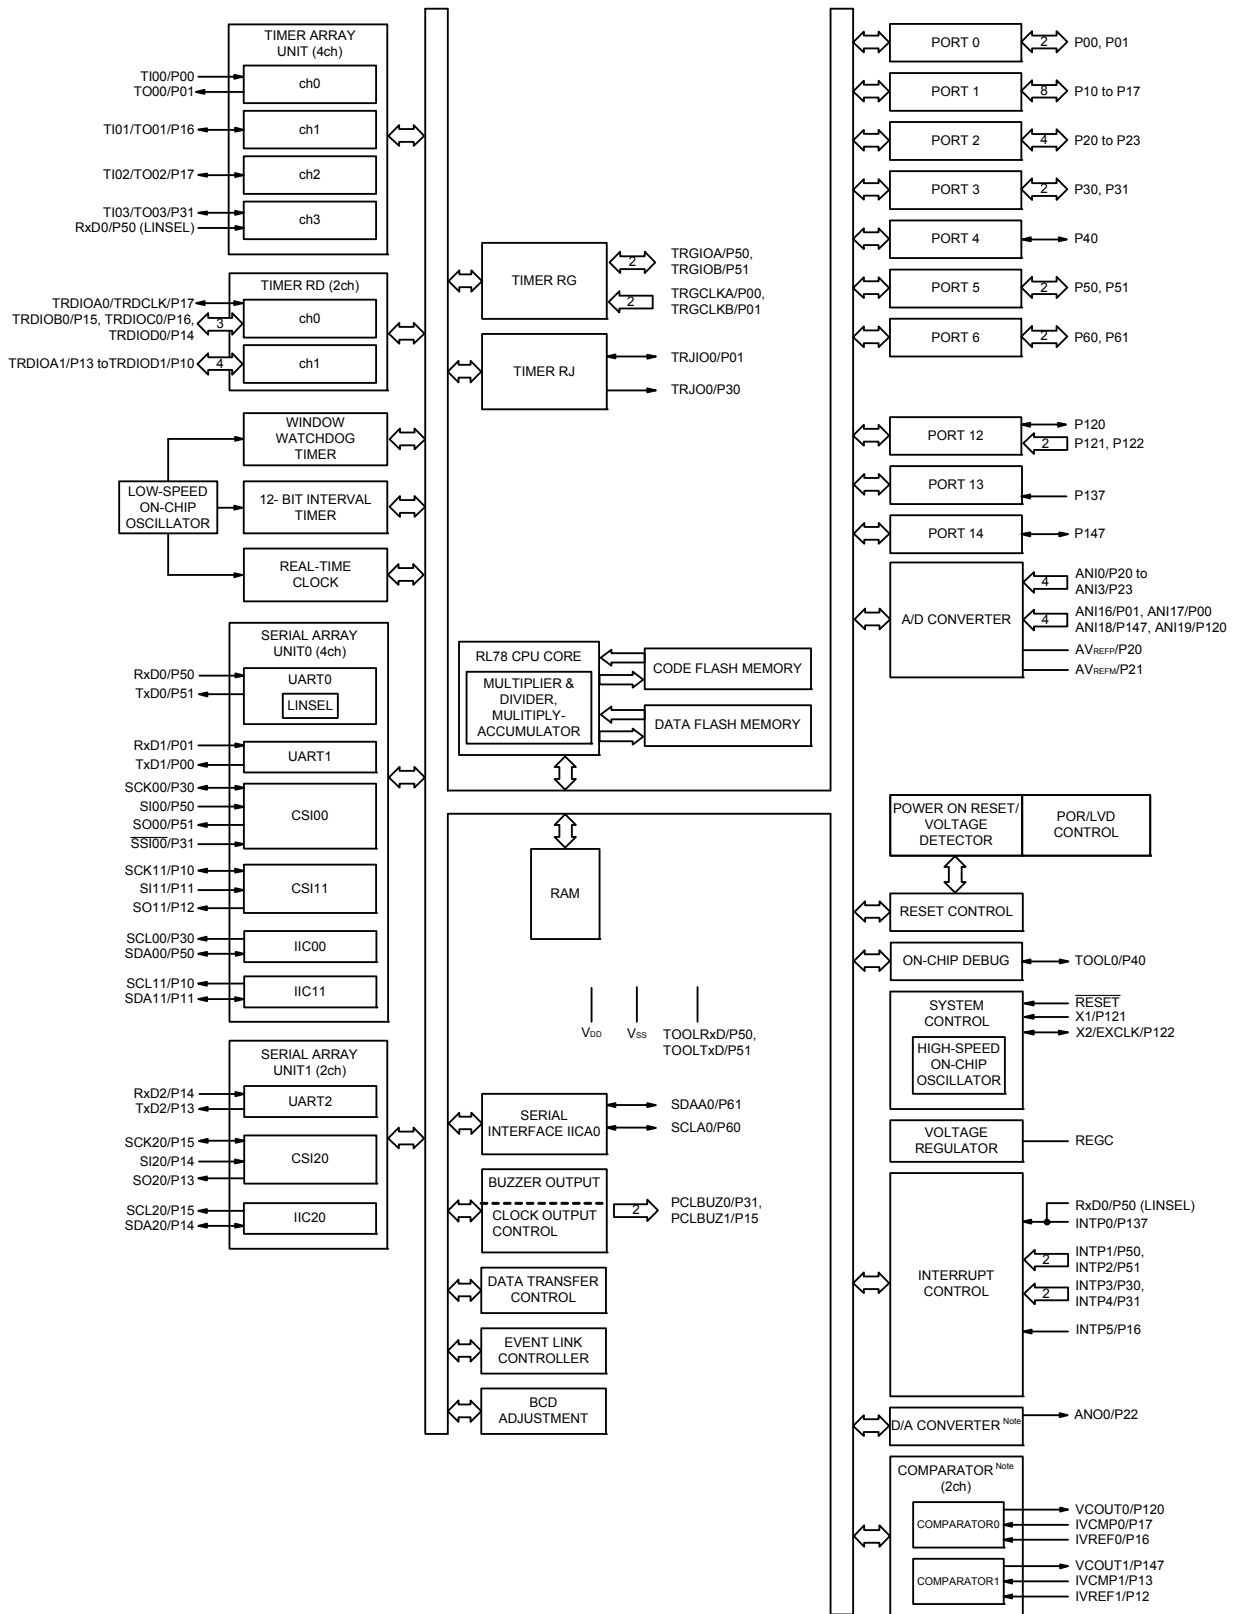 TIMER ARRAY
UNIT (4ch)
TI00/P00
TO00/P01
ch0
TI01/TO01/P16
ch1
TI02/TO02/P17
ch2
TI03/TO03/P31
RxD0/P50 (LINSEL)
ch3
TIMER RD (2ch)
TRDIOA0/TRDCLK/P17
TRDIOB0/P15, TRDIOC0/P16,
TRDIOD0/P14
3
ch0
TRDIOA1/P13 toTRDIOD1/P10
4
ch1
WINDOW
WATCHDOG
TIMER
LOW-SPEED
ON-CHIP
OSCILLATOR
12- BIT INTERVAL
TIMER
REAL-TIME
CLOCK
SERIAL ARRAY
UNIT0 (4ch)
RxD0/P50
TxD0/P51
UART0
LINSEL
RxD1/P01
TxD1/P00
UART1
SCK00/P30
SI00/P50
SO00/P51
SSI00/P31
CSI00
SCK11/P10
SI11/P11
SO11/P12
CSI11
SCL00/P30
SDA00/P50
IIC00
SCL11/P10
SDA11/P11
IIC11
SERIAL ARRAY
UNIT1 (2ch)
RxD2/P14
TxD2/P13
UART2
SCK20/P15
SI20/P14
SO20/P13
CSI20
SCL20/P15
SDA20/P14
IIC20
TIMER RG
2
TRGIOA/P50,
TRGIOB/P51
2
TRGCLKA/P00,
TRGCLKB/P01
TIMER RJ
TRJIO0/P01
TRJO0/P30
RL78 CPU CORE
MULTIPLIER &
DIVIDER,
MULITIPLY-
ACCUMULATOR
CODE FLASH MEMORY
DATA FLASH MEMORY
RAM
VDD
VSS
TOOLRxD/P50,
TOOLTxD/P51
SERIAL
INTERFACE IICA0
SDAA0/P61
SCLA0/P60
BUZZER OUTPUT
CLOCK OUTPUT
CONTROL
2
PCLBUZ0/P31,
PCLBUZ1/P15
DATA TRANSFER
CONTROL
EVENT LINK
CONTROLLER
BCD
ADJUSTMENT
PORT 0
2
P00, P01
PORT 1
8
P10 to P17
PORT 2
4
P20 to P23
PORT 3
2
P30, P31
PORT 4
P40
PORT 5
2
P50, P51
PORT 6
2
P60, P61
PORT 12
P120
2
P121, P122
PORT 13
P137
PORT 14
P147
A/D CONVERTER
4
ANI0/P20 to
ANI3/P23
4
ANI16/P01, ANI17/P00
ANI18/P147, ANI19/P120
AVREFP/P20
AVREFM/P21
POWER ON RESET/
VOLTAGE
DETECTOR
POR/LVD
CONTROL
RESET CONTROL
ON-CHIP DEBUG
TOOL0/P40
SYSTEM
CONTROL
HIGH-SPEED
ON-CHIP
OSCILLATOR
RESET
X1/P121
X2/EXCLK/P122
VOLTAGE
REGULATOR
REGC
INTERRUPT
CONTROL
RxD0/P50 (LINSEL)
INTP0/P137
2
INTP1/P50,
INTP2/P51
2
INTP3/P30,
INTP4/P31
INTP5/P16
D/A CONVERTER Note
ANO0/P22
COMPARATOR Note
(2ch)
COMPARATOR0
VCOUT0/P120
IVCMP0/P17
IVREF0/P16
COMPARATOR1
VCOUT1/P147
IVCMP1/P13
IVREF1/P12